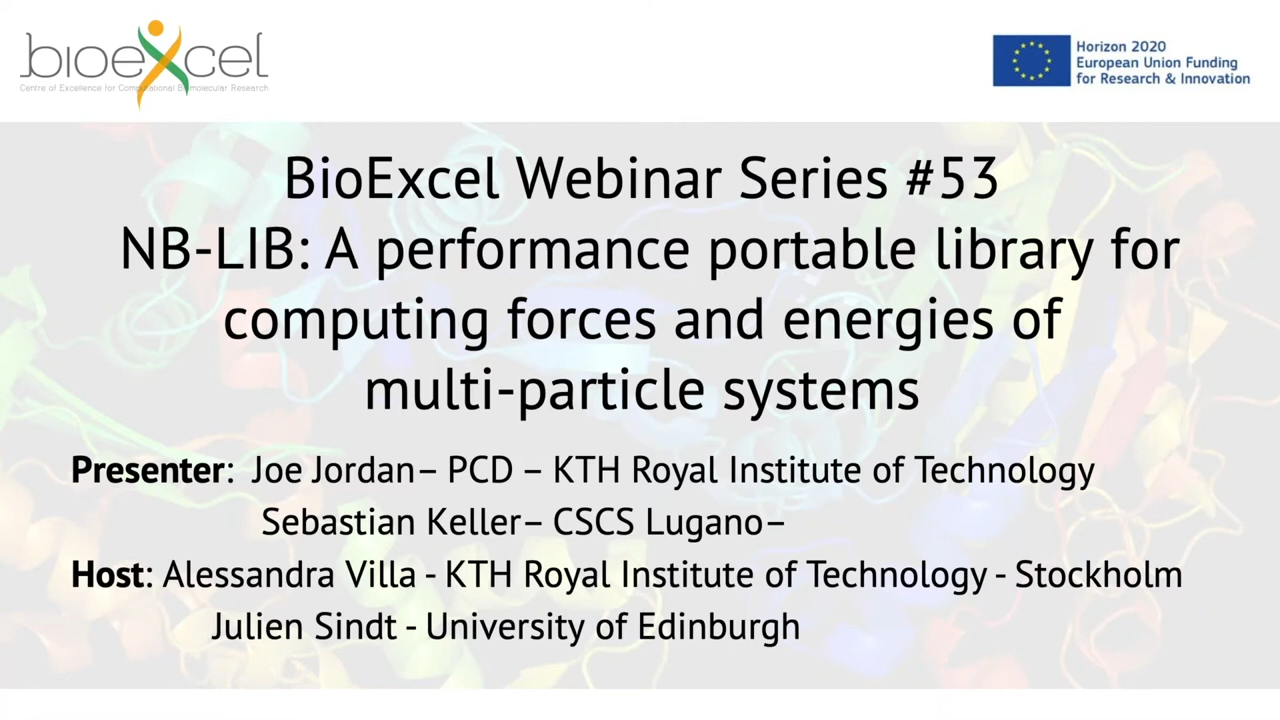 bioexcel
Centre of Excellence for Computational Biomolecular Research
Horizon 2020
European Union Funding
for Research & Innovation
BioExcel Webinar Series #53
NB-LIB: A performance portable library for
computing forces and energies of
multi-particle systems
Presenter: Joe Jordan– PCD – KTH Royal Institute of Technology
Sebastian Keller– CSCS Lugano–
Host: Alessandra Villa - KTH Royal Institute of Technology - Stockholm
Julien Sindt - University of Edinburgh